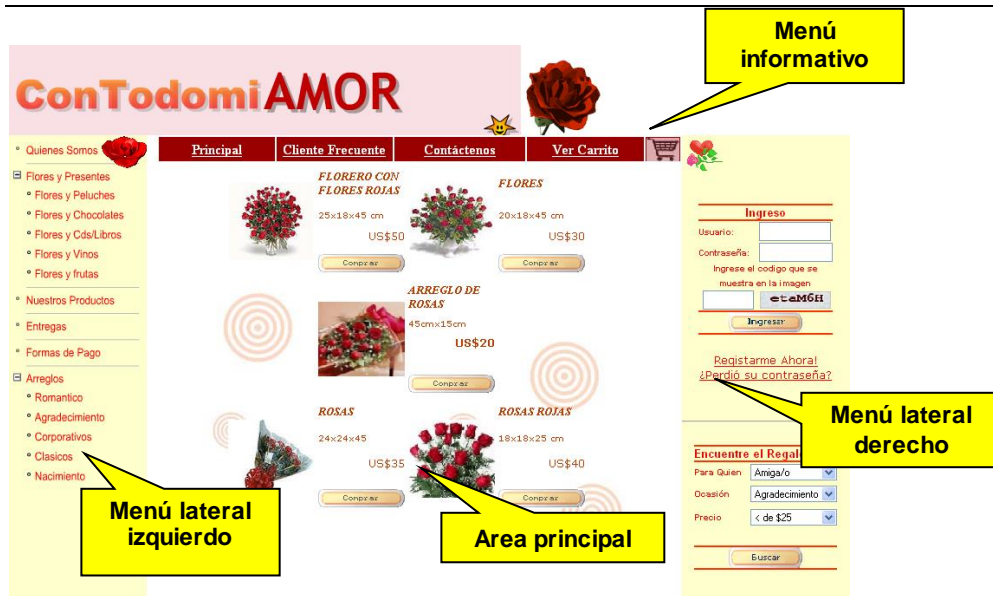 Menú
informativo
ConTodomiAMOR
Quienes Somos
Flores y Presentes
Flores y Peluches
Flores y Chocolates
Flores y Cds/Libros
Flores y Vinos
Flores y frutas
Nuestros Productos
Entregas
Formas de Pago
Arreglos
Romantico
Agradecimiento
Corporativos
Clasicos
Nacimiento
Menú lateral
izquierdo
Principal Cliente Frecuente Contáctenos Ver Carrito
FLORERO CON
FLORES ROJAS
25x18x45 cm
US$50
Comprar
FLORES
20x18x45 cm
US$30
Comprar
ARREGLO DE
ROSAS
45cmx15cm
US$20
Comprar
ROSAS
24x24x45
US$35
Comprar
ROSAS ROJAS
18x18x25 cm
US$40
Comprar
Area principal
Ingreso
Usuario:
Contraseña:
Ingrese el codigo que se
muestra en la imagen
etaM6H
Ingresar
Registarme Ahora!
¿Perdió su contraseña?
Menú lateral
derecho
Encuentre el Regal
Para Quien Amiga/o
Ocasión Agradecimiento
Precio < de $25
Buscar